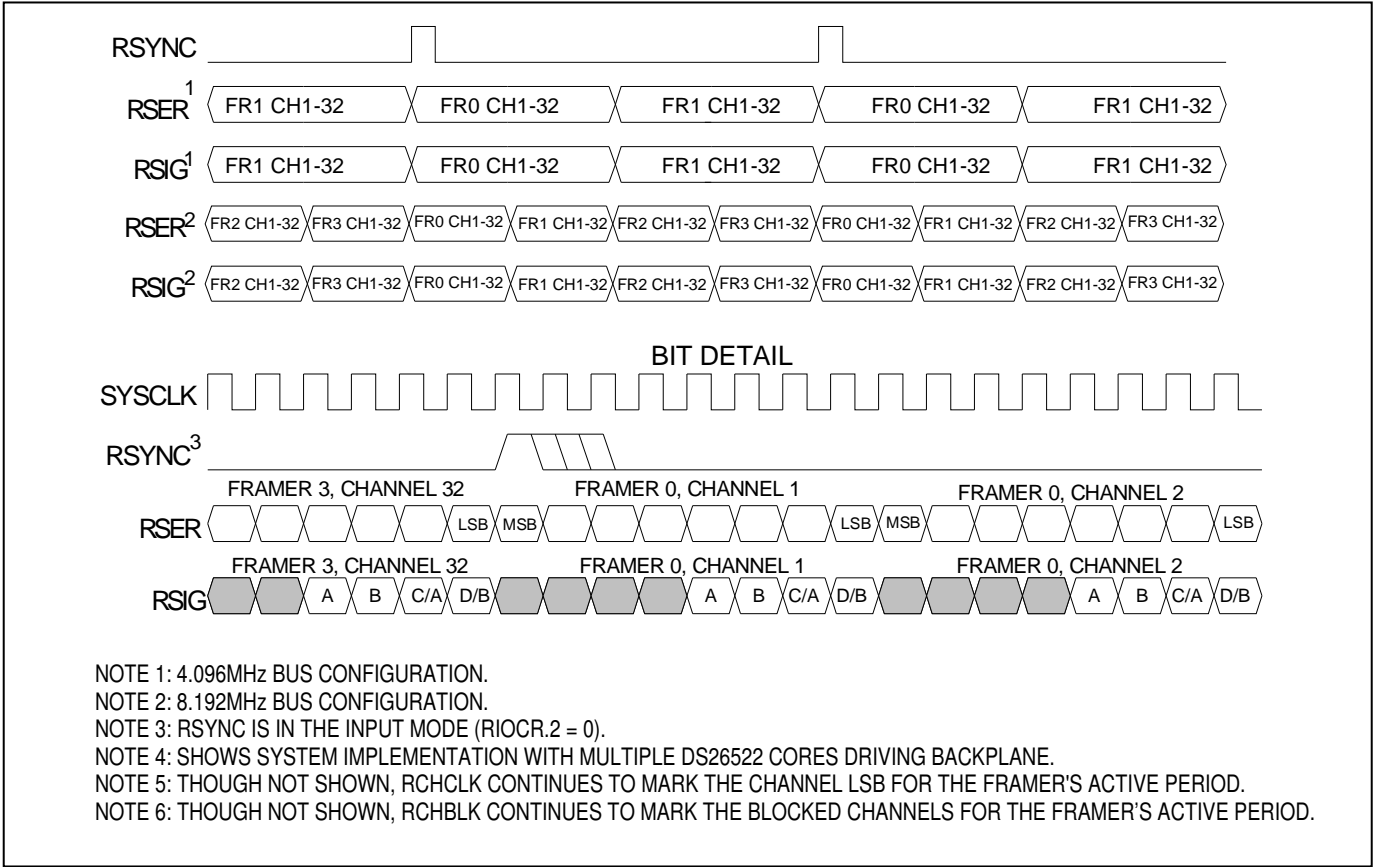 RSYNC
RSER¹ FR1 CH1-32 FR0 CH1-32 FR1 CH1-32 FR0 CH1-32 FR1 CH1-32
RSIG¹ FR1 CH1-32 FR0 CH1-32 FR1 CH1-32 FR0 CH1-32 FR1 CH1-32
RSER² FR2 CH1-32 FR3 CH1-32 FR0 CH1-32 FR1 CH1-32 FR2 CH1-32 FR3 CH1-32 FR0 CH1-32 FR1 CH1-32 FR2 CH1-32 FR3 CH1-32
RSIG² FR2 CH1-32 FR3 CH1-32 FR0 CH1-32 FR1 CH1-32 FR2 CH1-32 FR3 CH1-32 FR0 CH1-32 FR1 CH1-32 FR2 CH1-32 FR3 CH1-32
BIT DETAIL
SYSCLK
RSYNC³
FRAMER 3, CHANNEL 32 FRAMER 0, CHANNEL 1 FRAMER 0, CHANNEL 2
RSER LSB MSB LSB MSB LSB
FRAMER 3, CHANNEL 32 FRAMER 0, CHANNEL 1 FRAMER 0, CHANNEL 2
RSIG A B C/A D/B A B C/A D/B A B C/A D/B
NOTE 1: 4.096MHz BUS CONFIGURATION.
NOTE 2: 8.192MHz BUS CONFIGURATION.
NOTE 3: RSYNC IS IN THE INPUT MODE (RIOCR.2 = 0).
NOTE 4: SHOWS SYSTEM IMPLEMENTATION WITH MULTIPLE DS26522 CORES DRIVING BACKPLANE.
NOTE 5: THOUGH NOT SHOWN, RCHCLK CONTINUES TO MARK THE CHANNEL LSB FOR THE FRAMER'S ACTIVE PERIOD.
NOTE 6: THOUGH NOT SHOWN, RCHBLK CONTINUES TO MARK THE BLOCKED CHANNELS FOR THE FRAMER’S ACTIVE PERIOD.